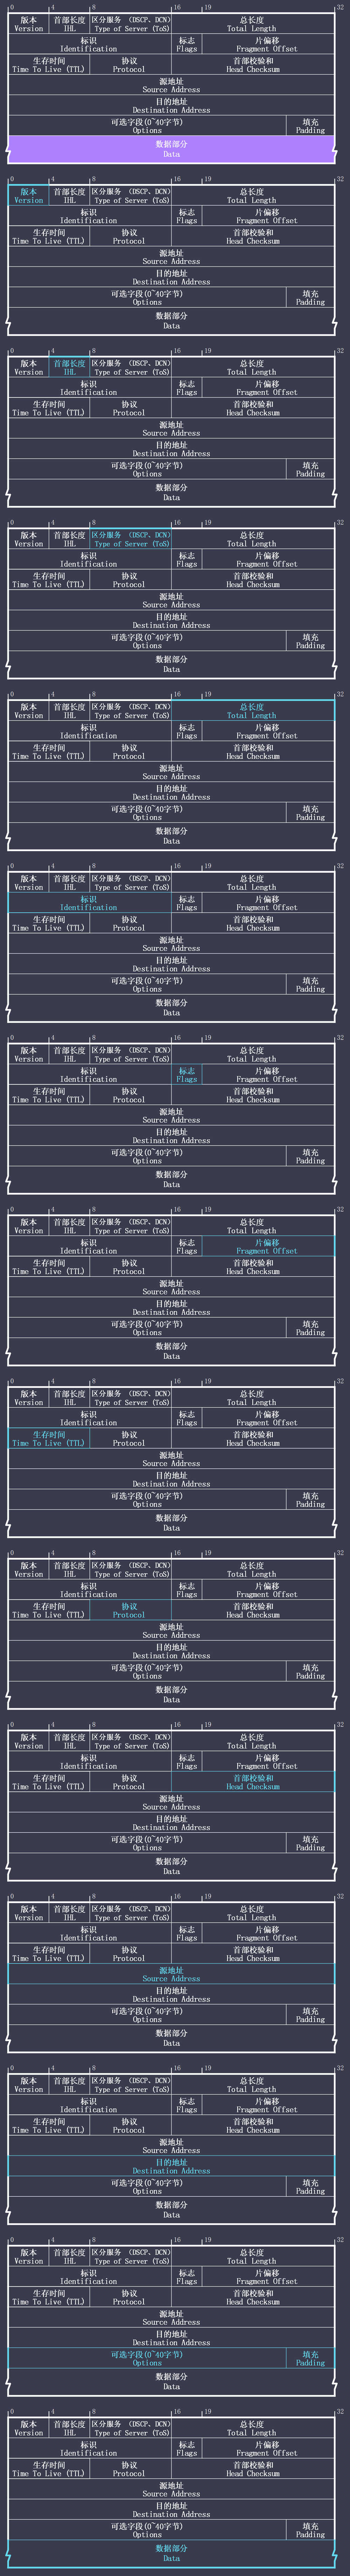 0 4 8 16 19 32
版本 首部长度 区分服务 （DSCP、DCN） 总长度
Version IHL Type of Server (ToS) Total Length
标识 标志 片偏移
Identification Flags Fragment Offset
生存时间 协议 首部校验和
Time To Live (TTL) Protocol Head Checksum
源地址
Source Address
目的地址
Destination Address
可选字段(0~40字节) 填充
Options Padding
数据部分
Data
0 4 8 16 19 32
版本 首部长度 区分服务 （DSCP、DCN） 总长度
Version IHL Type of Server (ToS) Total Length
标识 标志 片偏移
Identification Flags Fragment Offset
生存时间 协议 首部校验和
Time To Live (TTL) Protocol Head Checksum
源地址
Source Address
目的地址
Destination Address
可选字段(0~40字节) 填充
Options Padding
数据部分
Data
0 4 8 16 19 32
版本 首部长度 区分服务 （DSCP、DCN） 总长度
Version IHL Type of Server (ToS) Total Length
标识 标志 片偏移
Identification Flags Fragment Offset
生存时间 协议 首部校验和
Time To Live (TTL) Protocol Head Checksum
源地址
Source Address
目的地址
Destination Address
可选字段(0~40字节) 填充
Options Padding
数据部分
Data
0 4 8 16 19 32
版本 首部长度 区分服务 （DSCP、DCN） 总长度
Version IHL Type of Server (ToS) Total Length
标识 标志 片偏移
Identification Flags Fragment Offset
生存时间 协议 首部校验和
Time To Live (TTL) Protocol Head Checksum
源地址
Source Address
目的地址
Destination Address
可选字段(0~40字节) 填充
Options Padding
数据部分
Data
0 4 8 16 19 32
版本 首部长度 区分服务 （DSCP、DCN） 总长度
Version IHL Type of Server (ToS) Total Length
标识 标志 片偏移
Identification Flags Fragment Offset
生存时间 协议 首部校验和
Time To Live (TTL) Protocol Head Checksum
源地址
Source Address
目的地址
Destination Address
可选字段(0~40字节) 填充
Options Padding
数据部分
Data
0 4 8 16 19 32
版本 首部长度 区分服务 （DSCP、DCN） 总长度
Version IHL Type of Server (ToS) Total Length
标识 标志 片偏移
Identification Flags Fragment Offset
生存时间 协议 首部校验和
Time To Live (TTL) Protocol Head Checksum
源地址
Source Address
目的地址
Destination Address
可选字段(0~40字节) 填充
Options Padding
数据部分
Data
0 4 8 16 19 32
版本 首部长度 区分服务 （DSCP、DCN） 总长度
Version IHL Type of Server (ToS) Total Length
标识 标志 片偏移
Identification Flags Fragment Offset
生存时间 协议 首部校验和
Time To Live (TTL) Protocol Head Checksum
源地址
Source Address
目的地址
Destination Address
可选字段(0~40字节) 填充
Options Padding
数据部分
Data
0 4 8 16 19 32
版本 首部长度 区分服务 （DSCP、DCN） 总长度
Version IHL Type of Server (ToS) Total Length
标识 标志 片偏移
Identification Flags Fragment Offset
生存时间 协议 首部校验和
Time To Live (TTL) Protocol Head Checksum
源地址
Source Address
目的地址
Destination Address
可选字段(0~40字节) 填充
Options Padding
数据部分
Data
0 4 8 16 19 32
版本 首部长度 区分服务 （DSCP、DCN） 总长度
Version IHL Type of Server (ToS) Total Length
标识 标志 片偏移
Identification Flags Fragment Offset
生存时间 协议 首部校验和
Time To Live (TTL) Protocol Head Checksum
源地址
Source Address
目的地址
Destination Address
可选字段(0~40字节) 填充
Options Padding
数据部分
Data
0 4 8 16 19 32
版本 首部长度 区分服务 （DSCP、DCN） 总长度
Version IHL Type of Server (ToS) Total Length
标识 标志 片偏移
Identification Flags Fragment Offset
生存时间 协议 首部校验和
Time To Live (TTL) Protocol Head Checksum
源地址
Source Address
目的地址
Destination Address
可选字段(0~40字节) 填充
Options Padding
数据部分
Data
0 4 8 16 19 32
版本 首部长度 区分服务 （DSCP、DCN） 总长度
Version IHL Type of Server (ToS) Total Length
标识 标志 片偏移
Identification Flags Fragment Offset
生存时间 协议 首部校验和
Time To Live (TTL) Protocol Head Checksum
源地址
Source Address
目的地址
Destination Address
可选字段(0~40字节) 填充
Options Padding
数据部分
Data
0 4 8 16 19 32
版本 首部长度 区分服务 （DSCP、DCN） 总长度
Version IHL Type of Server (ToS) Total Length
标识 标志 片偏移
Identification Flags Fragment Offset
生存时间 协议 首部校验和
Time To Live (TTL) Protocol Head Checksum
源地址
Source Address
目的地址
Destination Address
可选字段(0~40字节) 填充
Options Padding
数据部分
Data
0 4 8 16 19 32
版本 首部长度 区分服务 （DSCP、DCN） 总长度
Version IHL Type of Server (ToS) Total Length
标识 标志 片偏移
Identification Flags Fragment Offset
生存时间 协议 首部校验和
Time To Live (TTL) Protocol Head Checksum
源地址
Source Address
目的地址
Destination Address
可选字段(0~40字节) 填充
Options Padding
数据部分
Data
0 4 8 16 19 32
版本 首部长度 区分服务 （DSCP、DCN） 总长度
Version IHL Type of Server (ToS) Total Length
标识 标志 片偏移
Identification Flags Fragment Offset
生存时间 协议 首部校验和
Time To Live (TTL) Protocol Head Checksum
源地址
Source Address
目的地址
Destination Address
可选字段(0~40字节) 填充
Options Padding
数据部分
Data
0 4 8 16 19 32
版本 首部长度 区分服务 （DSCP、DCN） 总长度
Version IHL Type of Server (ToS) Total Length
标识 标志 片偏移
Identification Flags Fragment Offset
生存时间 协议 首部校验和
Time To Live (TTL) Protocol Head Checksum
源地址
Source Address
目的地址
Destination Address
可选字段(0~40字节) 填充
Options Padding
数据部分
Data